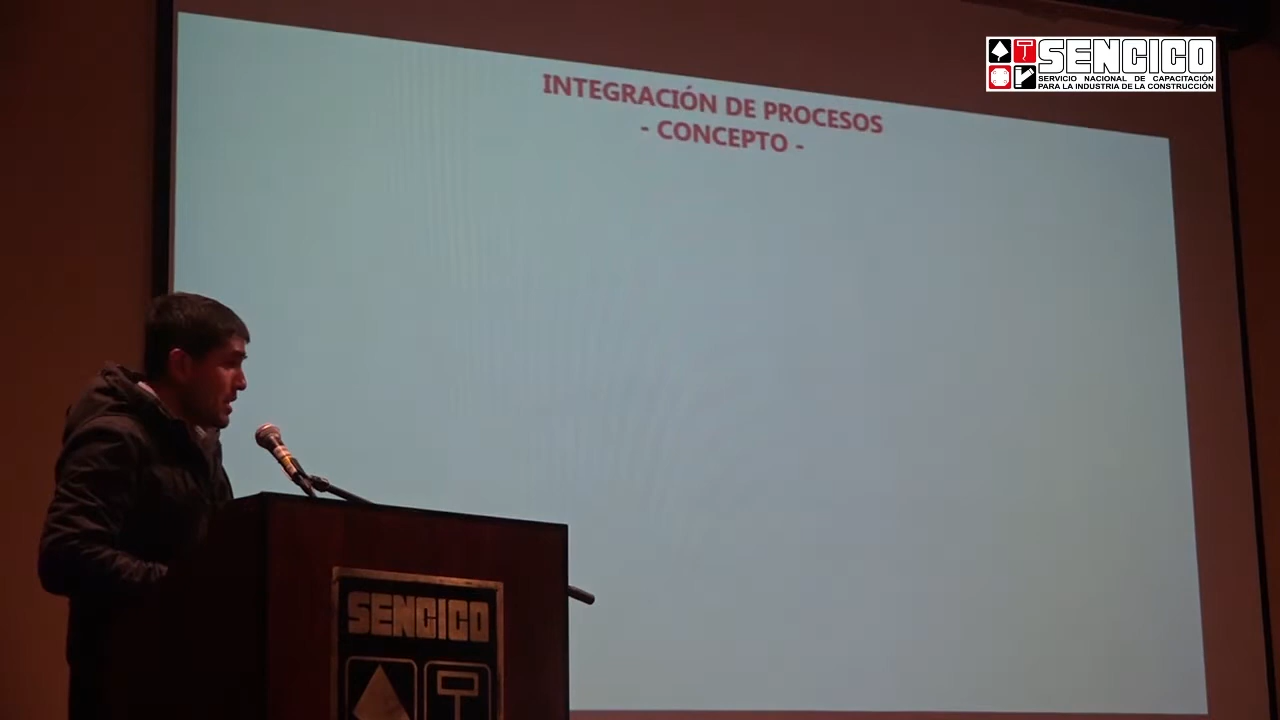 SENCICO
SERVICIO NACIONAL DE CAPACITACIÓN
PARA LA INDUSTRIA DE LA CONSTRUCCIÓN
INTEGRACIÓN DE PROCESOS
- CONCEPTO -
SENCICO